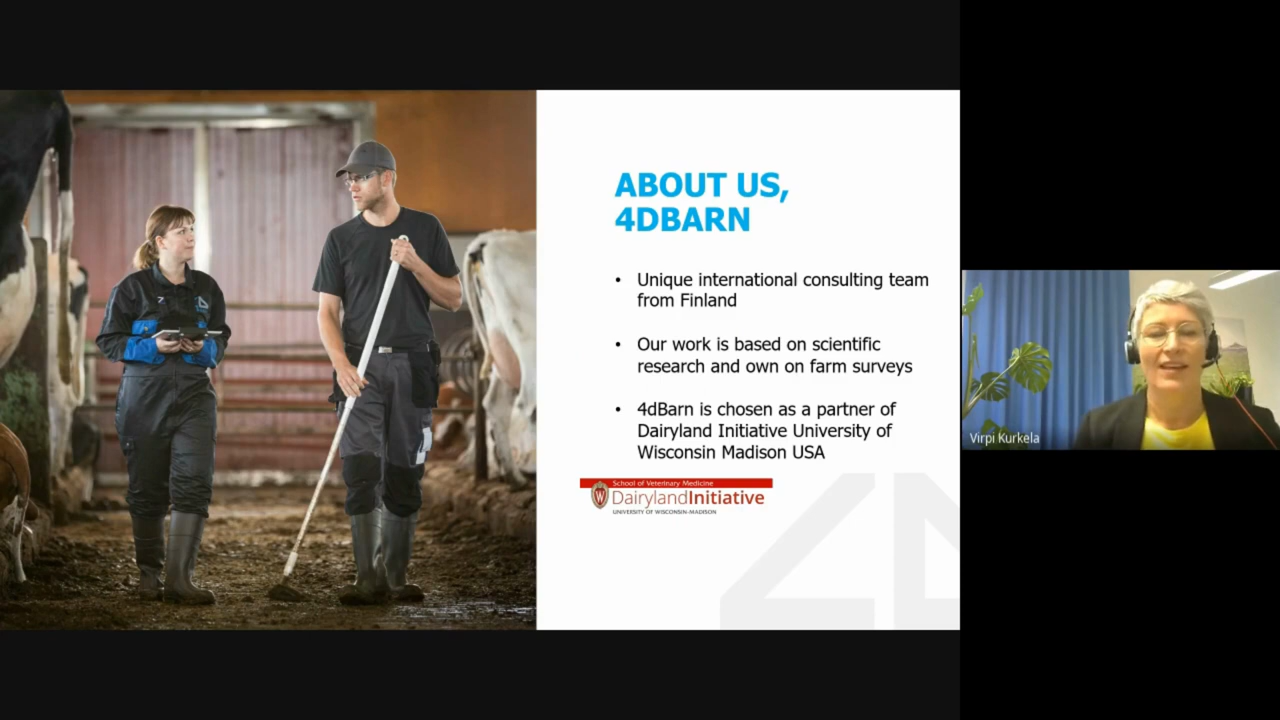 ABOUT US,
4DBARN
• Unique international consulting team
from Finland
• Our work is based on scientific
research and own on farm surveys
• 4dBarn is chosen as a partner of
Dairyland Initiative University of
Wisconsin Madison USA
School of Veterinary Medicine
W DairylandInitiative
UNIVERSITY OF WISCONSIN-MADISON
4D
Virpi Kurkela